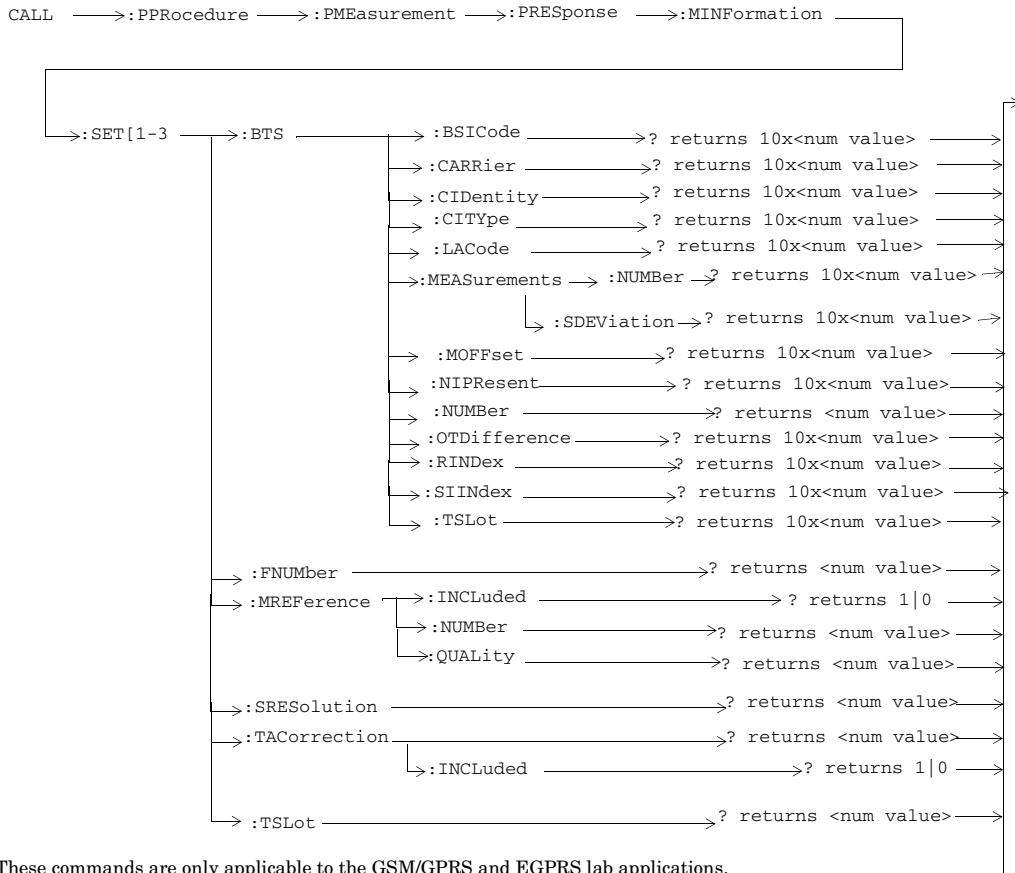 CALL :PPRocedure :PMEasurement :PRESponse :MINFormation
:SET[1-3 :BTS :BSICode ? returns 10x<num value>
:CARRier ? returns 10x<num value>
:CIDentity ? returns 10x<num value>
:CITYpe ? returns 10x<num value>
:LACode ? returns 10x<num value>
:MEASurements :NUMBer ? returns 10x<num value>
:SDEViation ? returns 10x<num value>
:MOFFset ? returns 10x<num value>
:NIPResent ? returns 10x<num value>
:NUMBer ? returns <num value>
:OTDifference ? returns 10x<num value>
:RINDex ? returns 10x<num value>
:SIINdex ? returns 10x<num value>
:TSLot ? returns 10x<num value>
:FNUMber ? returns <num value>
:MREFerence :INCLuded ? returns 1|0
:NUMBer ? returns <num value>
:QUALity ? returns <num value>
:SRESolution ? returns <num value>
:TACorrection ? returns <num value>
:INCLuded ? returns 1|0
:TSLot ? returns <num value>
These commands are only applicable to the GSM/GPRS and EGPRS lab applications.